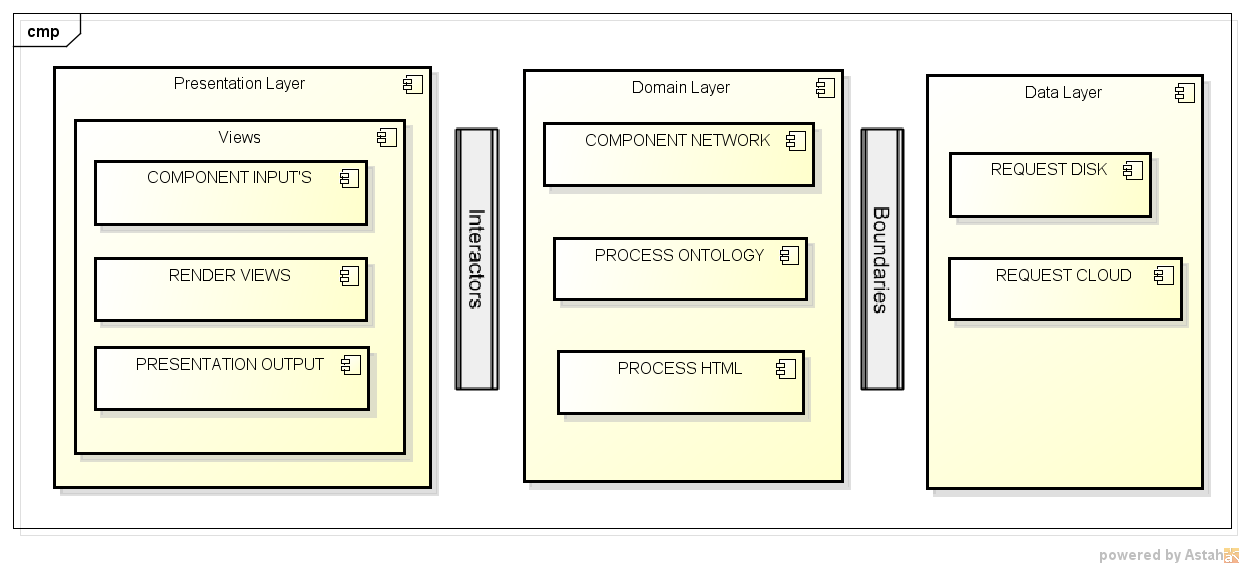 cmp
Presentation Layer
Views
COMPONENT INPUT'S
RENDER VIEWS
PRESENTATION OUTPUT
Interactors
Domain Layer
COMPONENT NETWORK
PROCESS ONTOLOGY
PROCESS HTML
Boundaries
Data Layer
REQUEST DISK
REQUEST CLOUD
powered by Astah